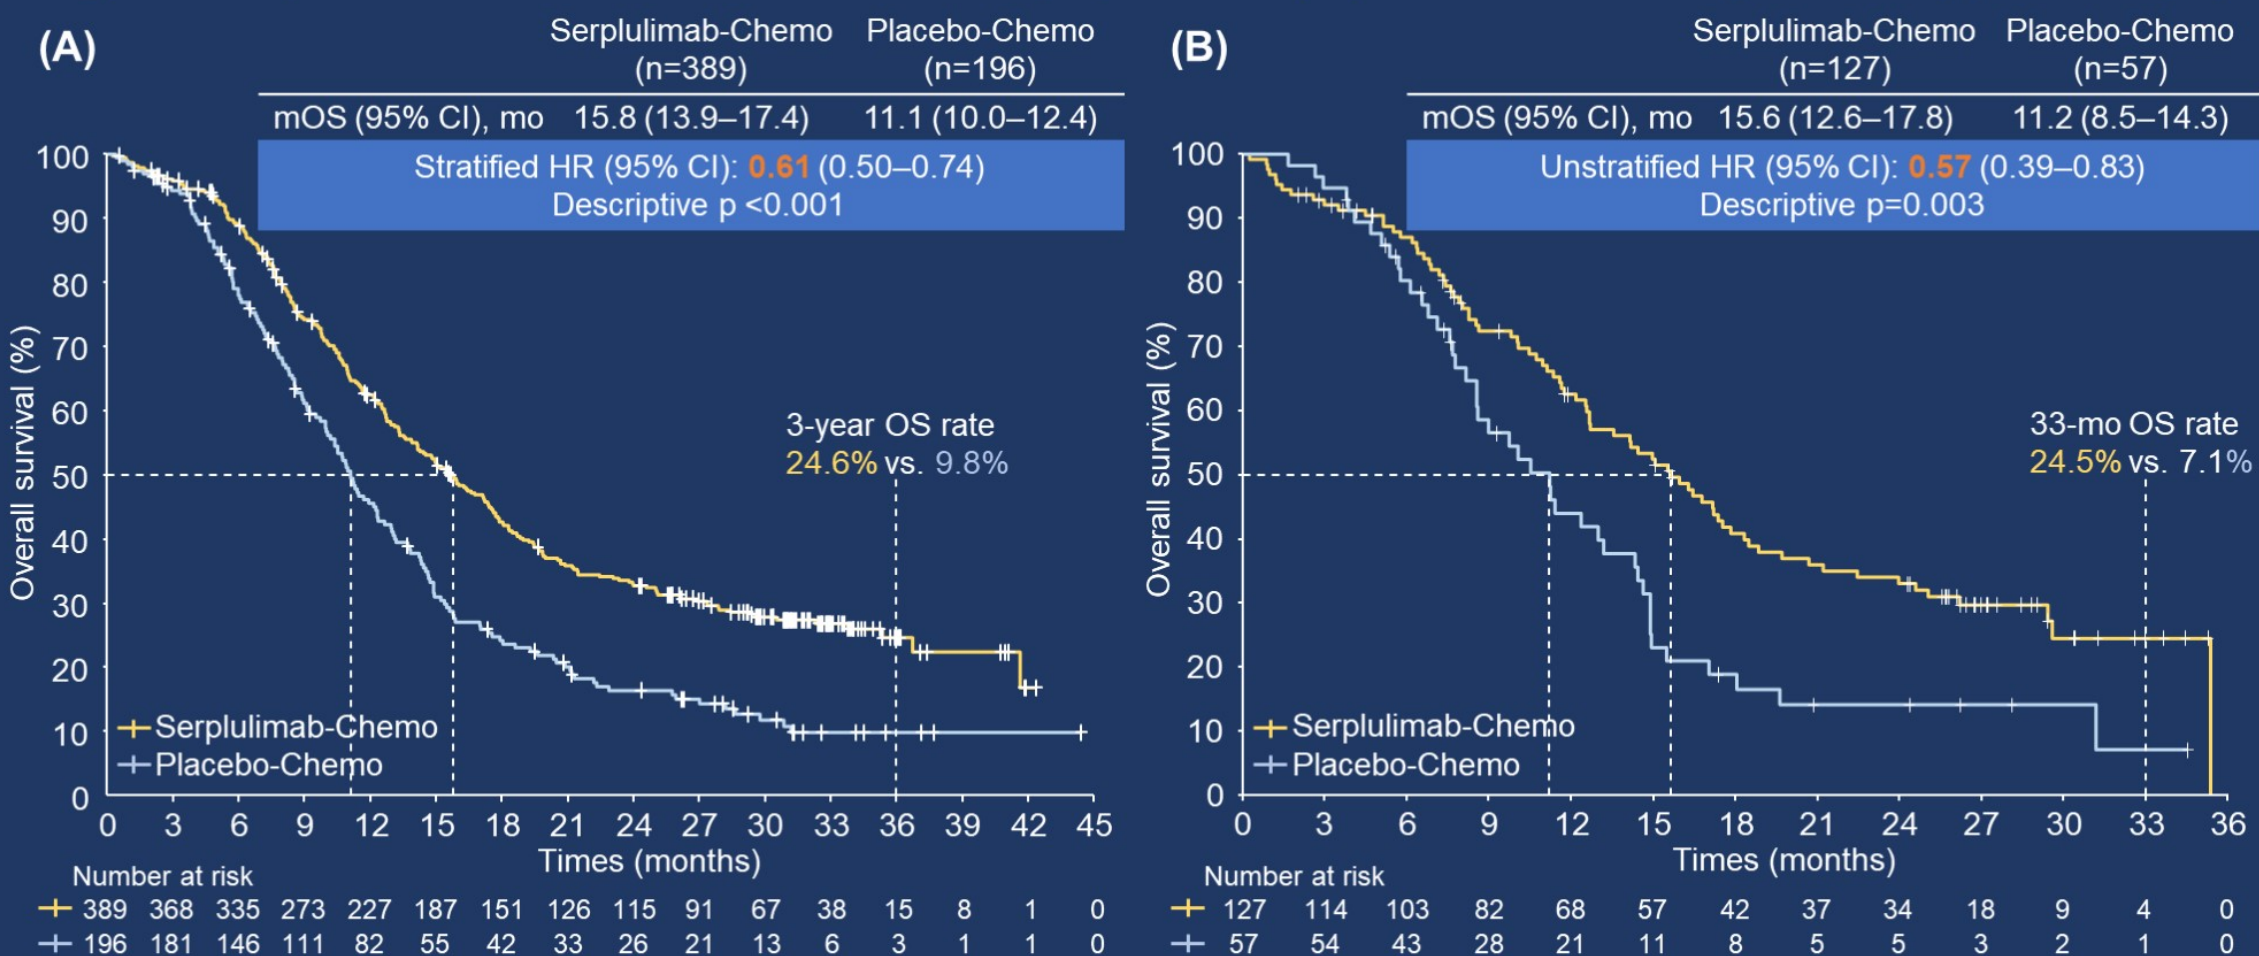 (A)
Serplulimab-Chemo Placebo-Chemo
(n=389) (n=196)
mOS (95% CI), mo 15.8 (13.9–17.4) 11.1 (10.0–12.4)
Stratified HR (95% CI): 0.61 (0.50–0.74)
Descriptive p <0.001
Overall survival (%)
100
90
80
70
60
50
40
30
20
10
0
3-year OS rate
24.6% vs. 9.8%
Serplulimab-Chemo
Placebo-Chemo
0 3 6 9 12 15 18 21 24 27 30 33 36 39 42 45
Times (months)
Number at risk
389 368 335 273 227 187 151 126 115 91 67 38 15 8 1 0
196 181 146 111 82 55 42 33 26 21 13 6 3 1 1 0
(B)
Serplulimab-Chemo Placebo-Chemo
(n=127) (n=57)
mOS (95% CI), mo 15.6 (12.6–17.8) 11.2 (8.5–14.3)
Unstratified HR (95% CI): 0.57 (0.39–0.83)
Descriptive p=0.003
Overall survival (%)
100
90
80
70
60
50
40
30
20
10
0
33-mo OS rate
24.5% vs. 7.1%
Serplulimab-Chemo
Placebo-Chemo
0 3 6 9 12 15 18 21 24 27 30 33 36
Times (months)
Number at risk
127 114 103 82 68 57 42 37 34 18 9 4 0
57 54 43 28 21 11 8 5 5 3 2 1 0